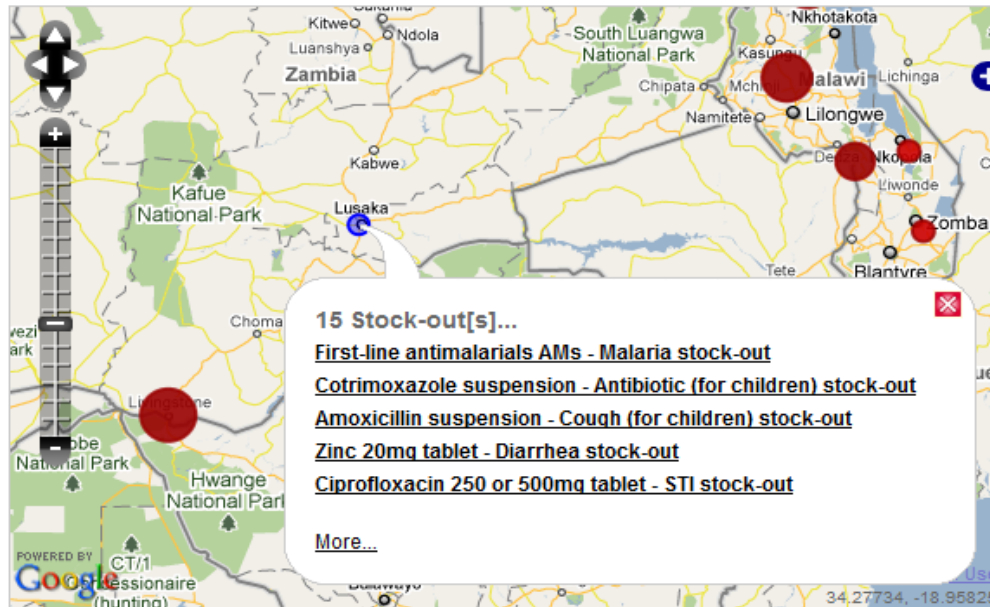 Kitwe
Ndola
Luanshya
Zambia
South Luangwa
National Park
Nkhotakota
Kasungu
Malawi
Lichinga
Chipata
Mchinji
Namitete
Lilongwe
Kabwe
Dedza
Nkopola
Liwonde
Kafue
National Park
Lusaka
Zomba
Tete
Blantyre
Choma
15 Stock-out[s]...
First-line antimalarials AMs - Malaria stock-out
Cotrimoxazole suspension - Antibiotic (for children) stock-out
Amoxicillin suspension - Cough (for children) stock-out
Zinc 20mg tablet - Diarrhea stock-out
Ciprofloxacin 250 or 500mg tablet - STI stock-out
More...
Livingstone
National Park
Hwange
National Park
POWERED BY
Google
CT/1
Concessionaire
(hunting)
Bulawayo
34.27734, -18.95825